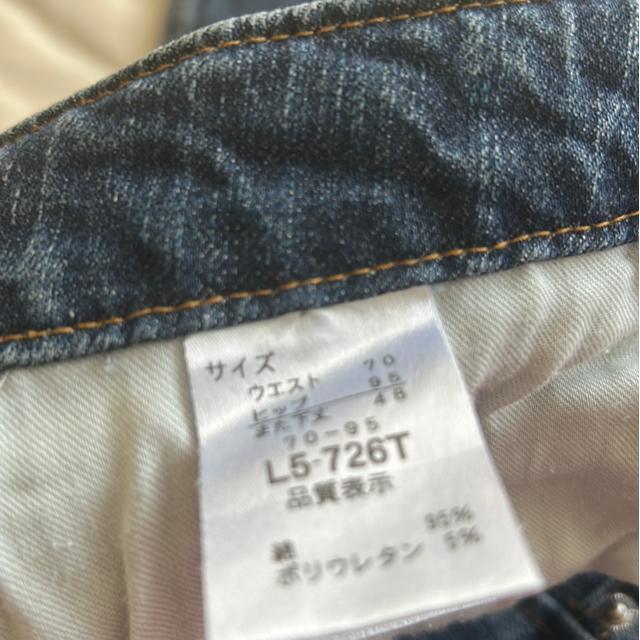 サイズ
ウエスト 70
ヒップ 95
また下丈 48
70-95
L5-726T
品質表示
綿 95%
ポリウレタン 5%